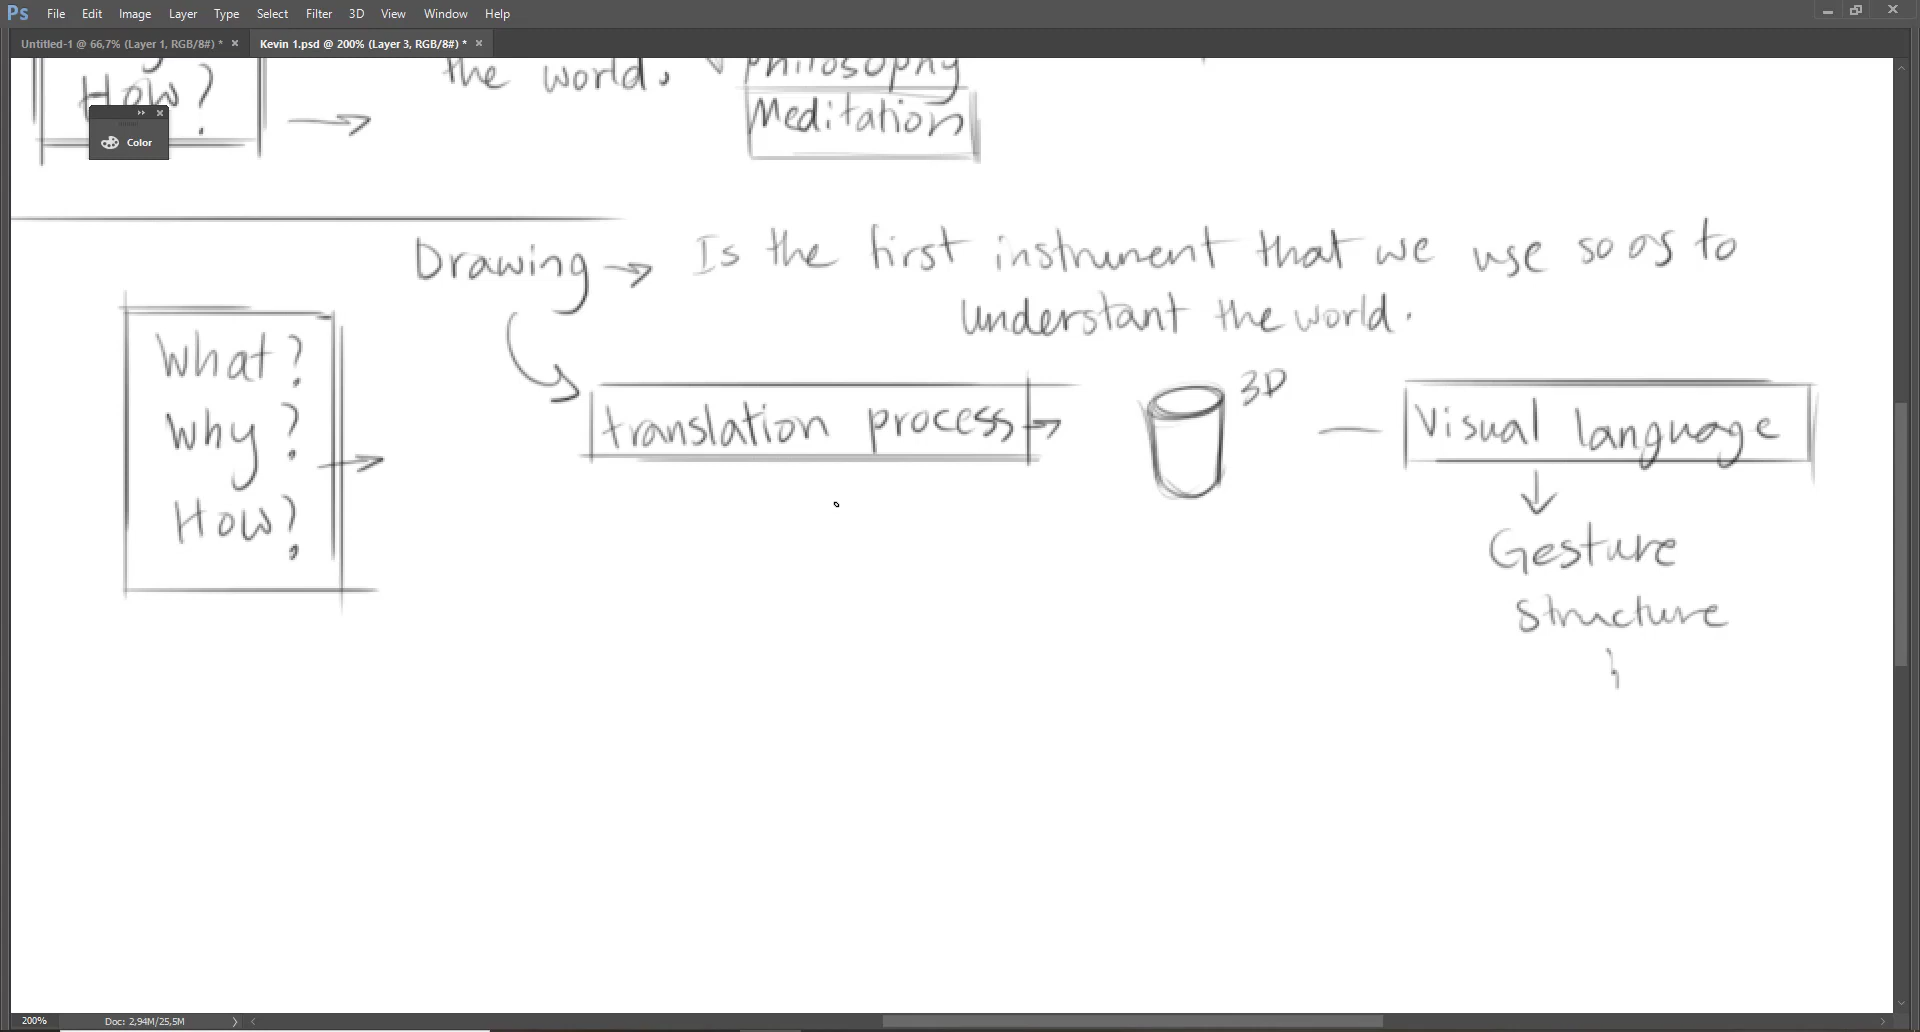 Ps File Edit Image Layer Type Select Filter 3D View Window Help
Untitled-1 @ 66,7% (Layer 1, RGB/8#) * × Kevin 1.psd @ 200% (Layer 3, RGB/8#) * ×
the world. Philosophy
How?
Meditation
Color
Drawing → Is the first instrument that we use so as to
understant the world.
What?
Why?
How? →
translation process →
3D
Visual language
↓
Gesture
structure
200% Doc: 2,94M/25,5M